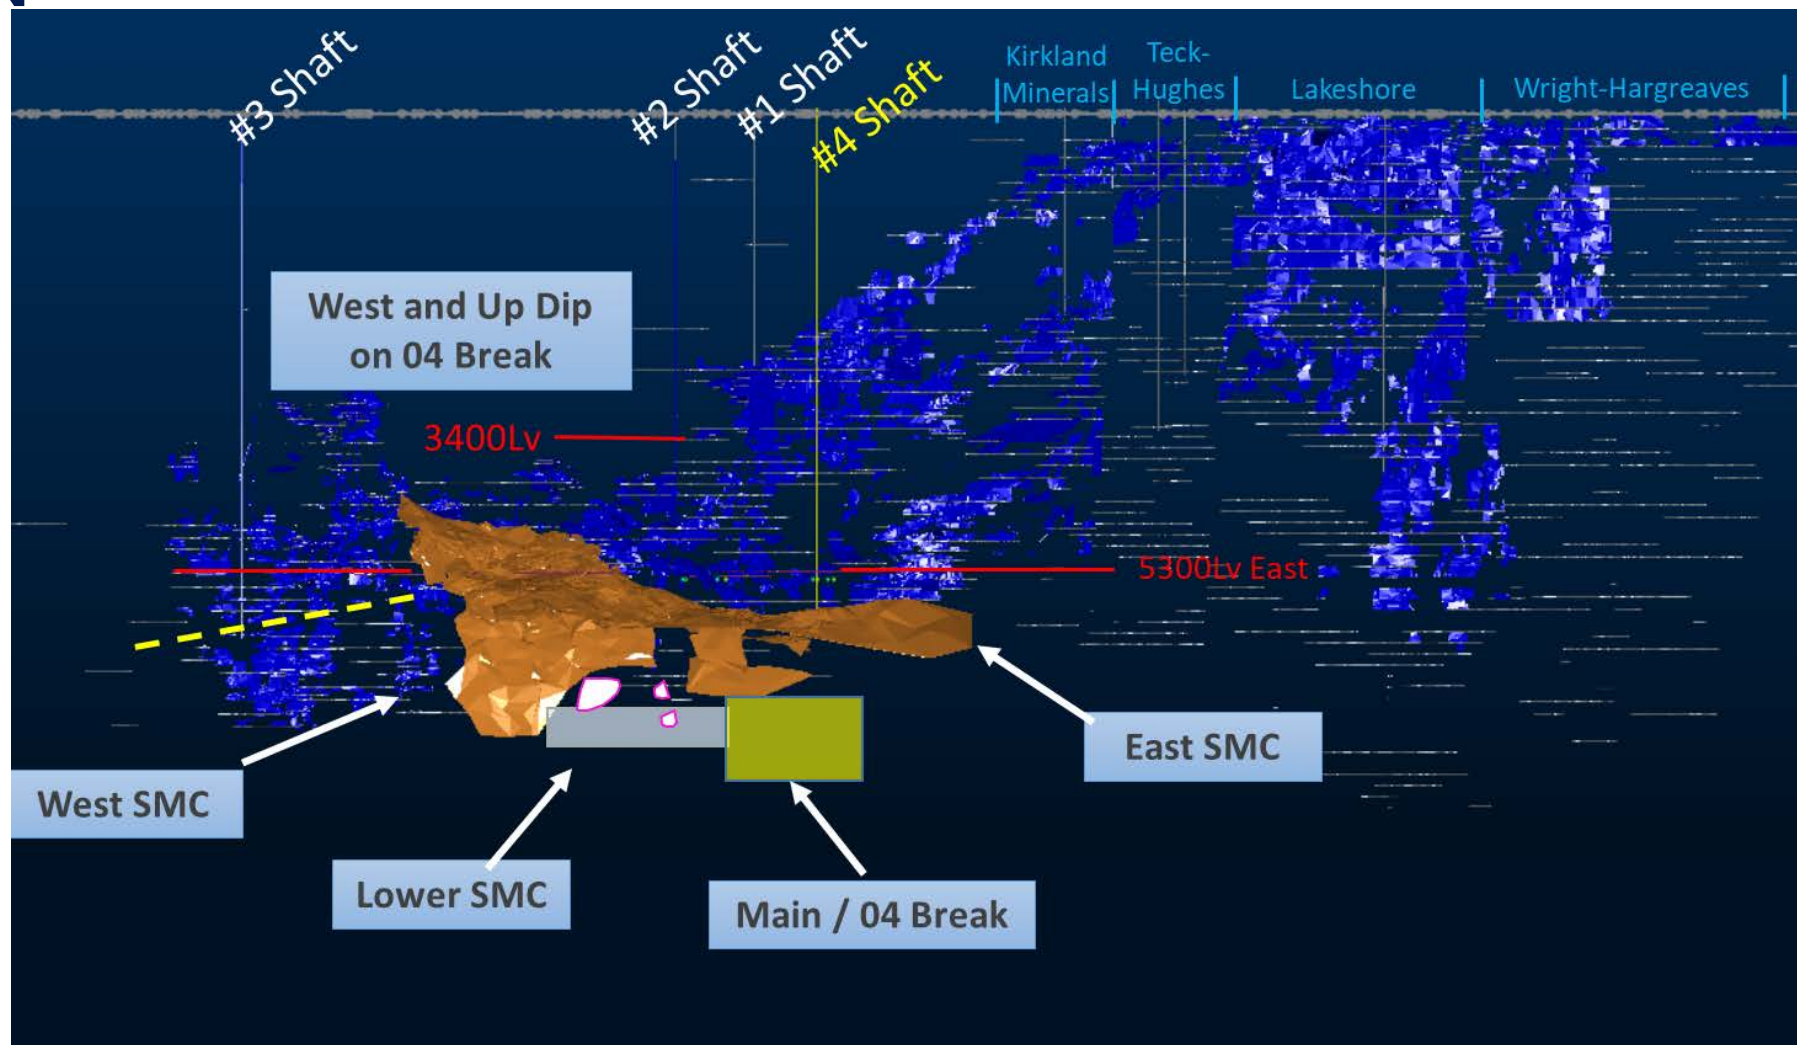 #3 Shaft
#2 Shaft
#1 Shaft
#4 Shaft
Kirkland
Minerals
Teck-
Hughes
Lakeshore
Wright-Hargreaves
West and Up Dip
on 04 Break
3400Lv
5300Lv East
East SMC
West SMC
Lower SMC
Main / 04 Break